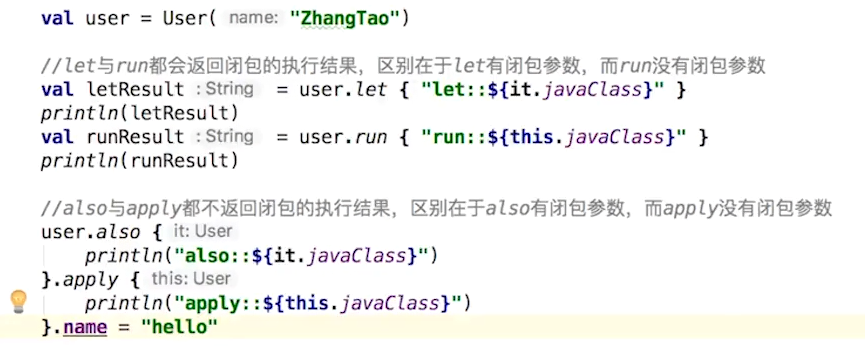 val user = User( name: "ZhangTao")
//let与run都会返回闭包的执行结果，区别在于let有闭包参数，而run没有闭包参数
val letResult :String = user.let { "let::${it.javaClass}" }
println(letResult)
val runResult :String = user.run { "run::${this.javaClass}" }
println(runResult)
//also与apply都不返回闭包的执行结果，区别在于also有闭包参数，而apply没有闭包参数
user.also { it: User
println("also::${it.javaClass}")
}.apply { this: User
println("apply::${this.javaClass}")
}.name = "hello"